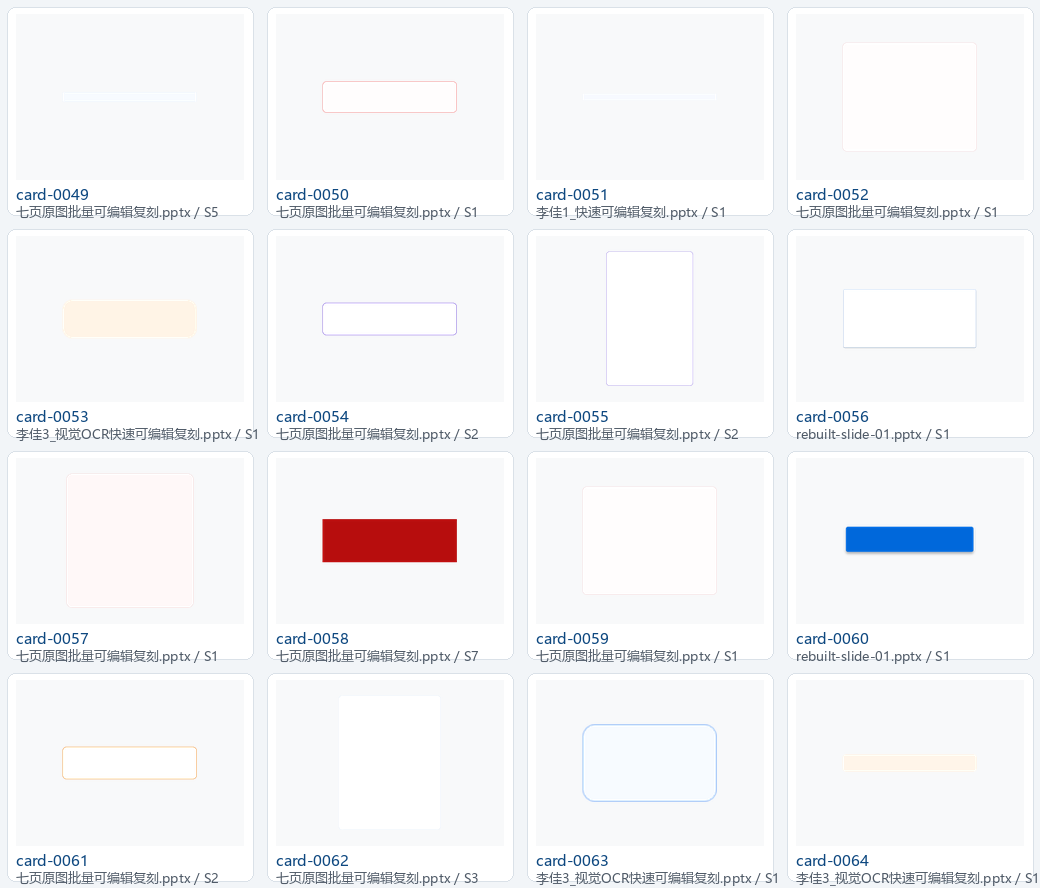 card-0049
七页原图批量可编辑复刻.pptx / S5
card-0050
七页原图批量可编辑复刻.pptx / S1
card-0051
李佳1_快速可编辑复刻.pptx / S1
card-0052
七页原图批量可编辑复刻.pptx / S1
card-0053
李佳3_视觉OCR快速可编辑复刻.pptx / S1
card-0054
七页原图批量可编辑复刻.pptx / S2
card-0055
七页原图批量可编辑复刻.pptx / S2
card-0056
rebuilt-slide-01.pptx / S1
card-0057
七页原图批量可编辑复刻.pptx / S1
card-0058
七页原图批量可编辑复刻.pptx / S7
card-0059
七页原图批量可编辑复刻.pptx / S1
card-0060
rebuilt-slide-01.pptx / S1
card-0061
七页原图批量可编辑复刻.pptx / S2
card-0062
七页原图批量可编辑复刻.pptx / S3
card-0063
李佳3_视觉OCR快速可编辑复刻.pptx / S1
card-0064
李佳3_视觉OCR快速可编辑复刻.pptx / S1